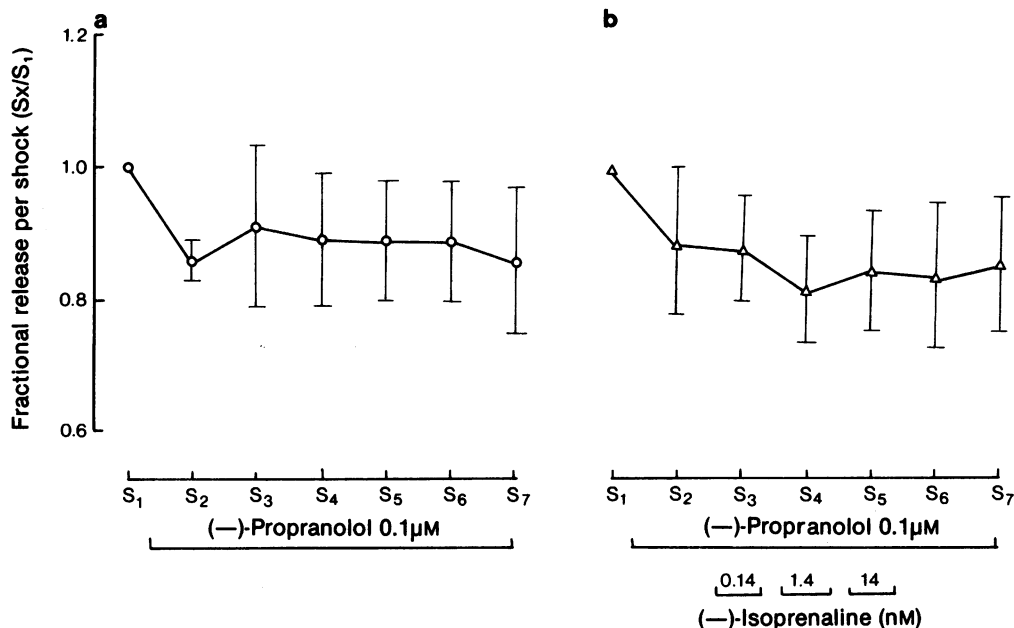 a
b
Fractional release per shock (Sx/S₁)
1.2
1.0
0.8
0.6
S₁ S₂ S₃ S₄ S₅ S₆ S₇
(—)-Propranolol 0.1µM
S₁ S₂ S₃ S₄ S₅ S₆ S₇
(—)-Propranolol 0.1µM
0.14 1.4 14
(—)-Isoprenaline (nM)